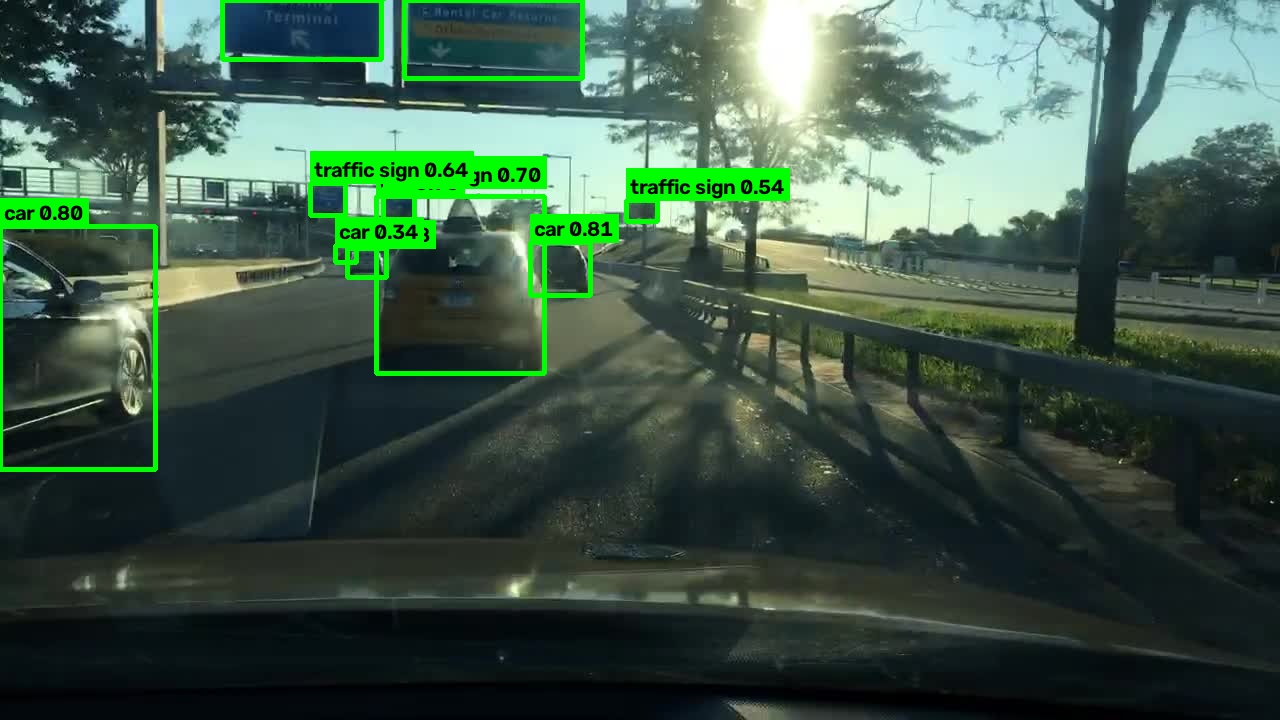 Terminal
Rental Car Returns
traffic sign 0.64
gn 0.70
traffic sign 0.54
car 0.80
car 0.34
car 0.81